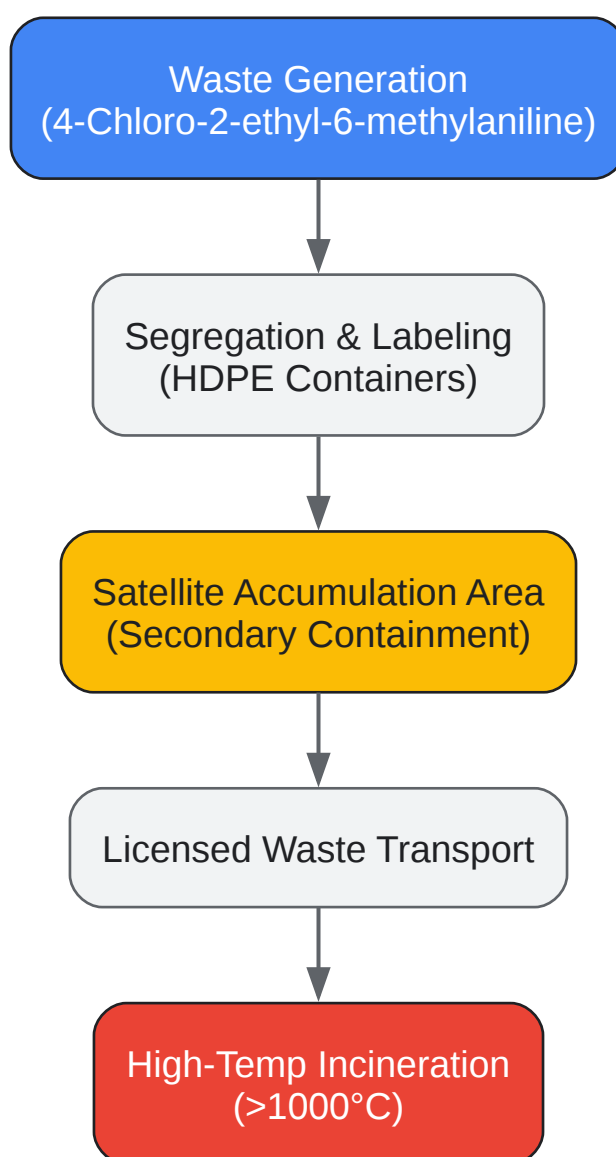 Waste Generation
(4-Chloro-2-ethyl-6-methylaniline)
Segregation & Labeling
(HDPE Containers)
Satellite Accumulation Area
(Secondary Containment)
Licensed Waste Transport
High-Temp Incineration
(>1000°C)